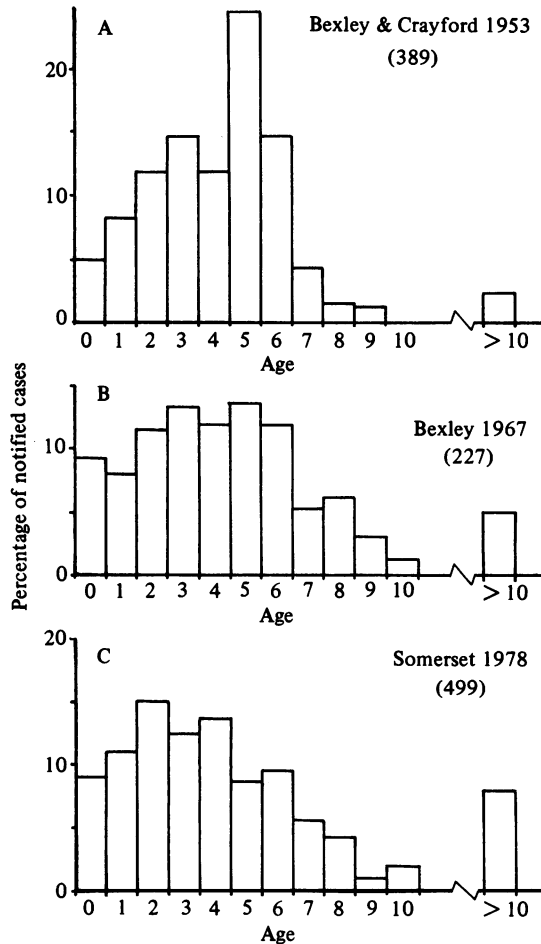 A
Bexley & Crayford 1953
(389)
20
10
0
0 1 2 3 4 5 6 7 8 9 10 > 10
Age
Percentage of notified cases
B
Bexley 1967
(227)
10
0
0 1 2 3 4 5 6 7 8 9 10 > 10
Age
C
Somerset 1978
(499)
20
10
0
0 1 2 3 4 5 6 7 8 9 10 > 10
Age